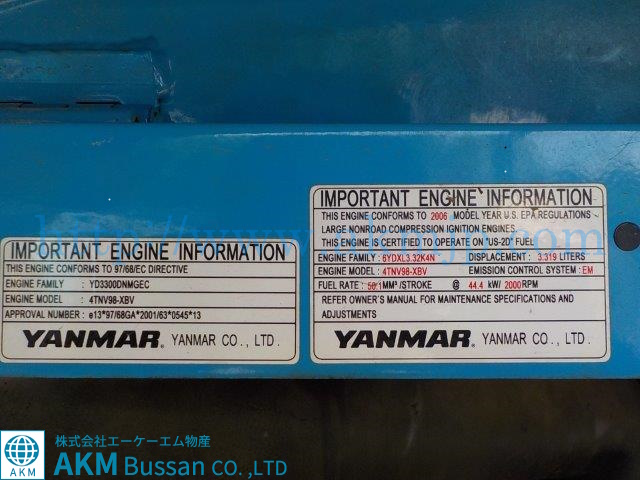 IMPORTANT ENGINE INFORMATION
THIS ENGINE CONFORMS TO 97/68/EC DIRECTIVE
ENGINE FAMILY : YD3300DNMGEC
ENGINE MODEL : 4TNV98-XBV
APPROVAL NUMBER : e13*97/68GA*2001/63*0545*13
YANMAR YANMAR CO., LTD.
IMPORTANT ENGINE INFORMATION
THIS ENGINE CONFORMS TO 2006 MODEL YEAR U.S. EPA REGULATIONS
LARGE NONROAD COMPRESSION IGNITION ENGINES.
THIS ENGINE IS CERTIFIED TO OPERATE ON "US-2D" FUEL
ENGINE FAMILY: 6YDXL3.32K4N DISPLACEMENT: 3.319 LITERS
ENGINE MODEL: 4TNV98-XBV EMISSION CONTROL SYSTEM: EM
FUEL RATE: 50.1MM³/STROKE @ 44.4 kW/ 2000RPM
REFER OWNER'S MANUAL FOR MAINTENANCE SPECIFICATIONS AND
ADJUSTMENTS
YANMAR YANMAR CO., LTD.
株式会社エーケーエム物産
AKM Bussan CO.,LTD
AKM